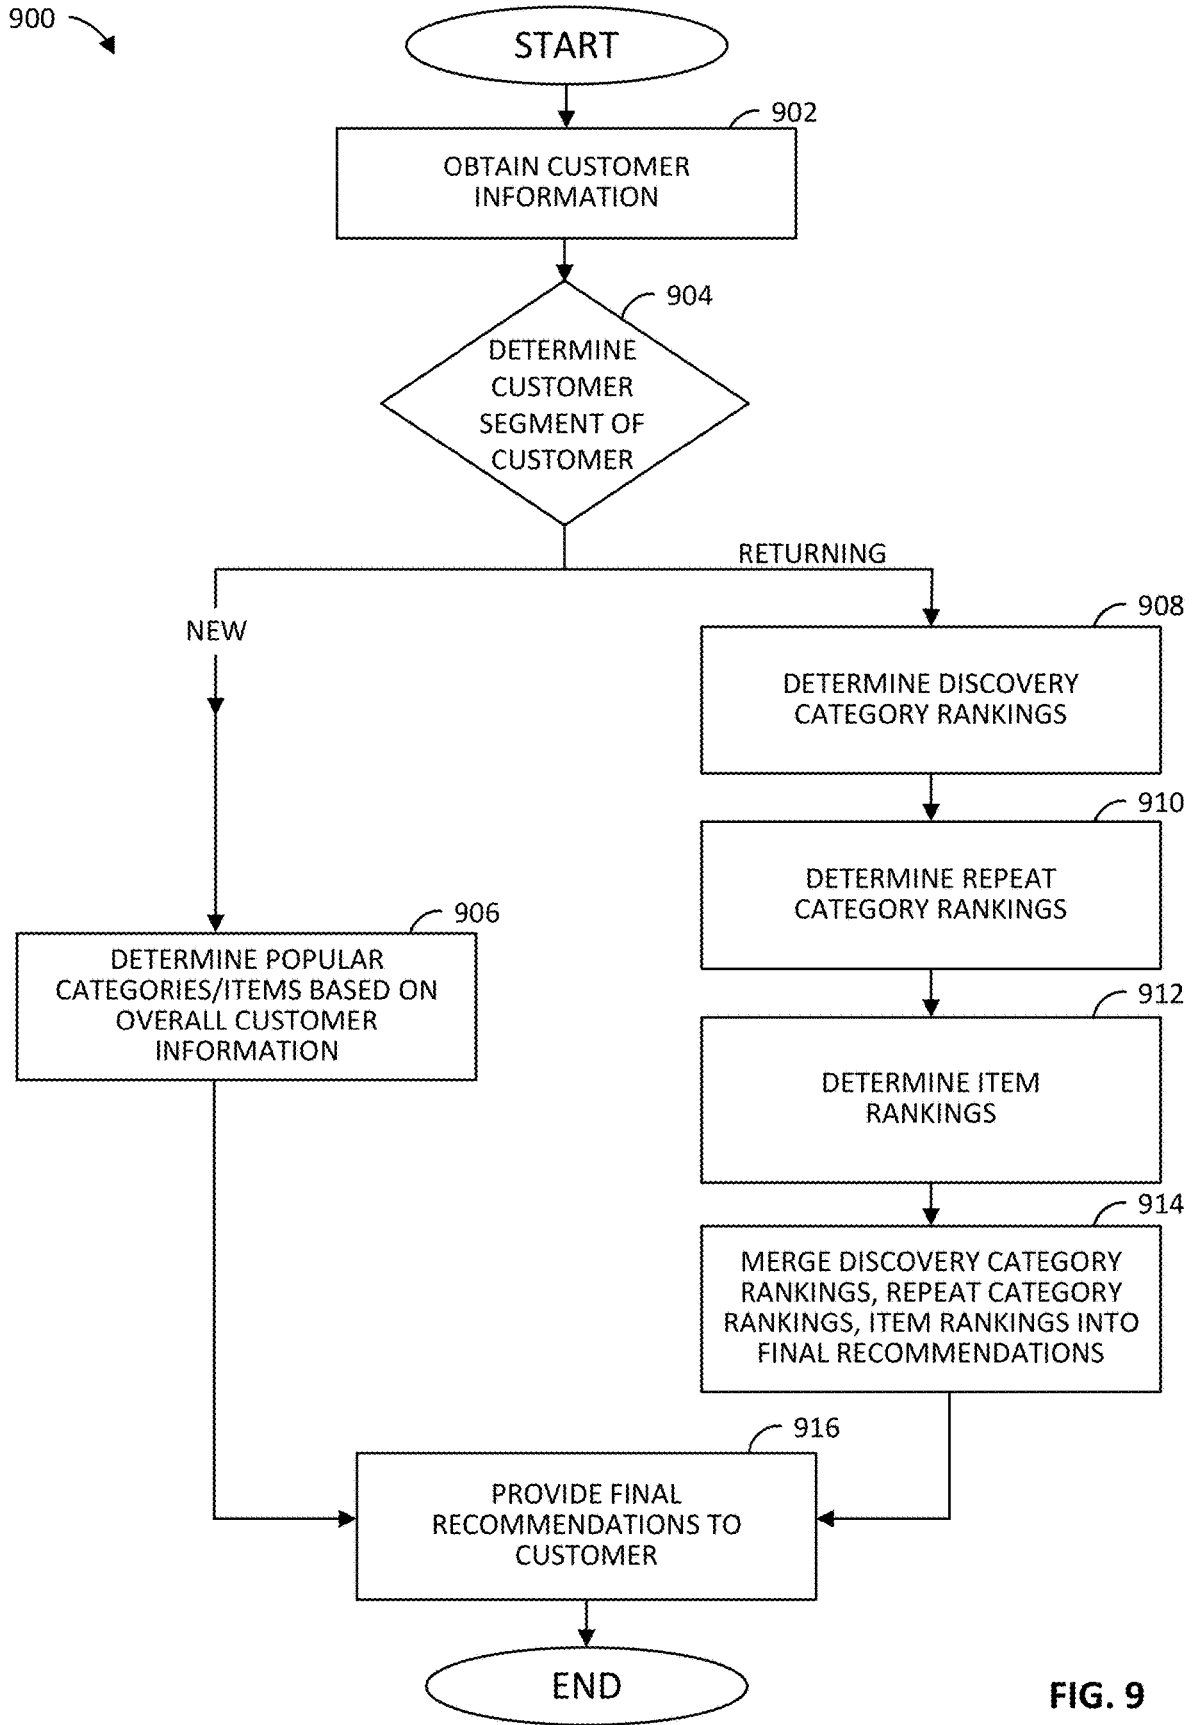 900
START
902
OBTAIN CUSTOMER
INFORMATION
904
DETERMINE
CUSTOMER
SEGMENT OF
CUSTOMER
RETURNING
NEW
908
DETERMINE DISCOVERY
CATEGORY RANKINGS
910
DETERMINE REPEAT
CATEGORY RANKINGS
906
DETERMINE POPULAR
CATEGORIES/ITEMS BASED ON
OVERALL CUSTOMER
INFORMATION
912
DETERMINE ITEM
RANKINGS
914
MERGE DISCOVERY CATEGORY
RANKINGS, REPEAT CATEGORY
RANKINGS, ITEM RANKINGS INTO
FINAL RECOMMENDATIONS
916
PROVIDE FINAL
RECOMMENDATIONS TO
CUSTOMER
END
FIG. 9